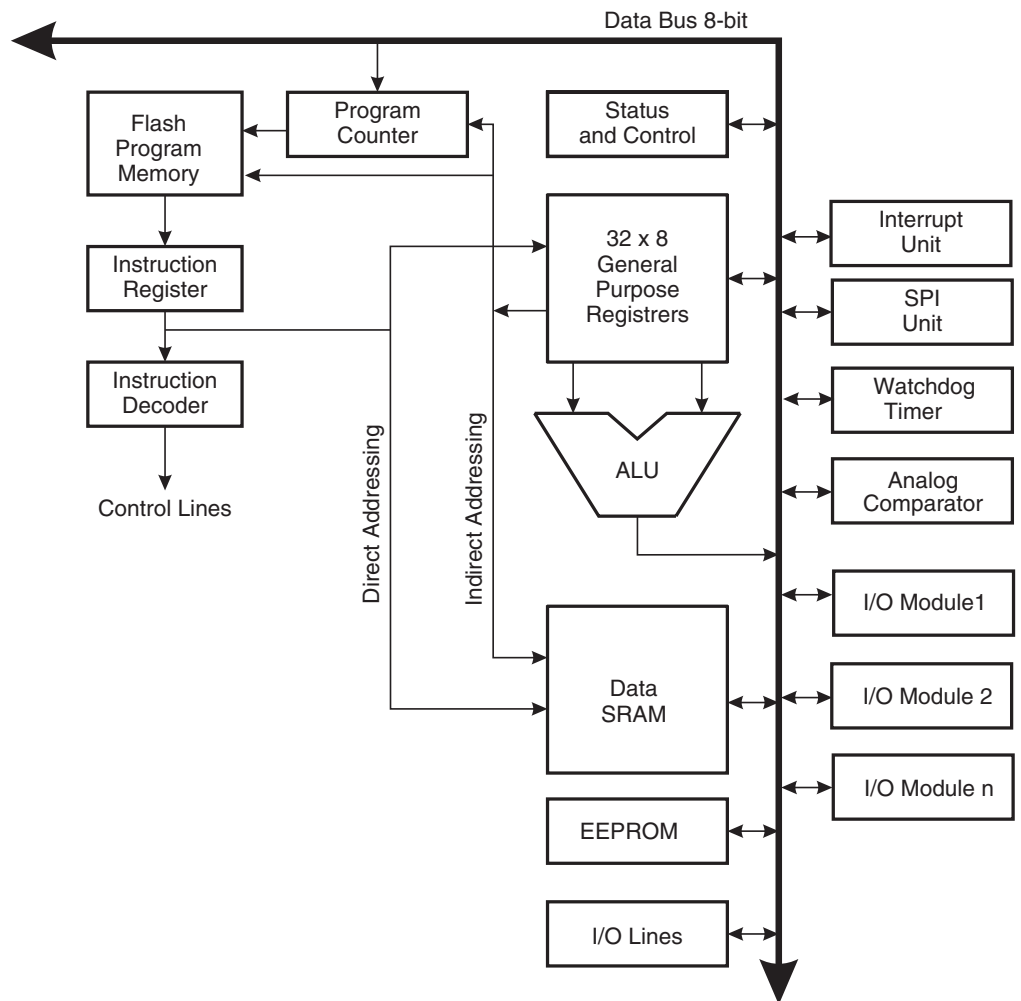 Data Bus 8-bit
Flash
Program
Memory
Program
Counter
Status
and Control
Interrupt
Unit
32 x 8
General
Purpose
Registrers
Instruction
Register
SPI
Unit
Instruction
Decoder
Watchdog
Timer
Direct Addressing
Indirect Addressing
ALU
Analog
Comparator
Control Lines
I/O Module1
Data
SRAM
I/O Module 2
I/O Module n
EEPROM
I/O Lines